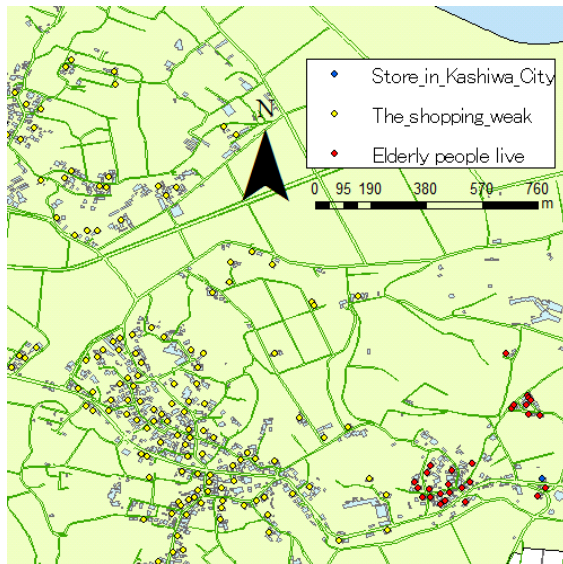 Store_in_Kashiwa_City
The_shopping_weak
Elderly people live
N
0 95 190 380 570 760
m